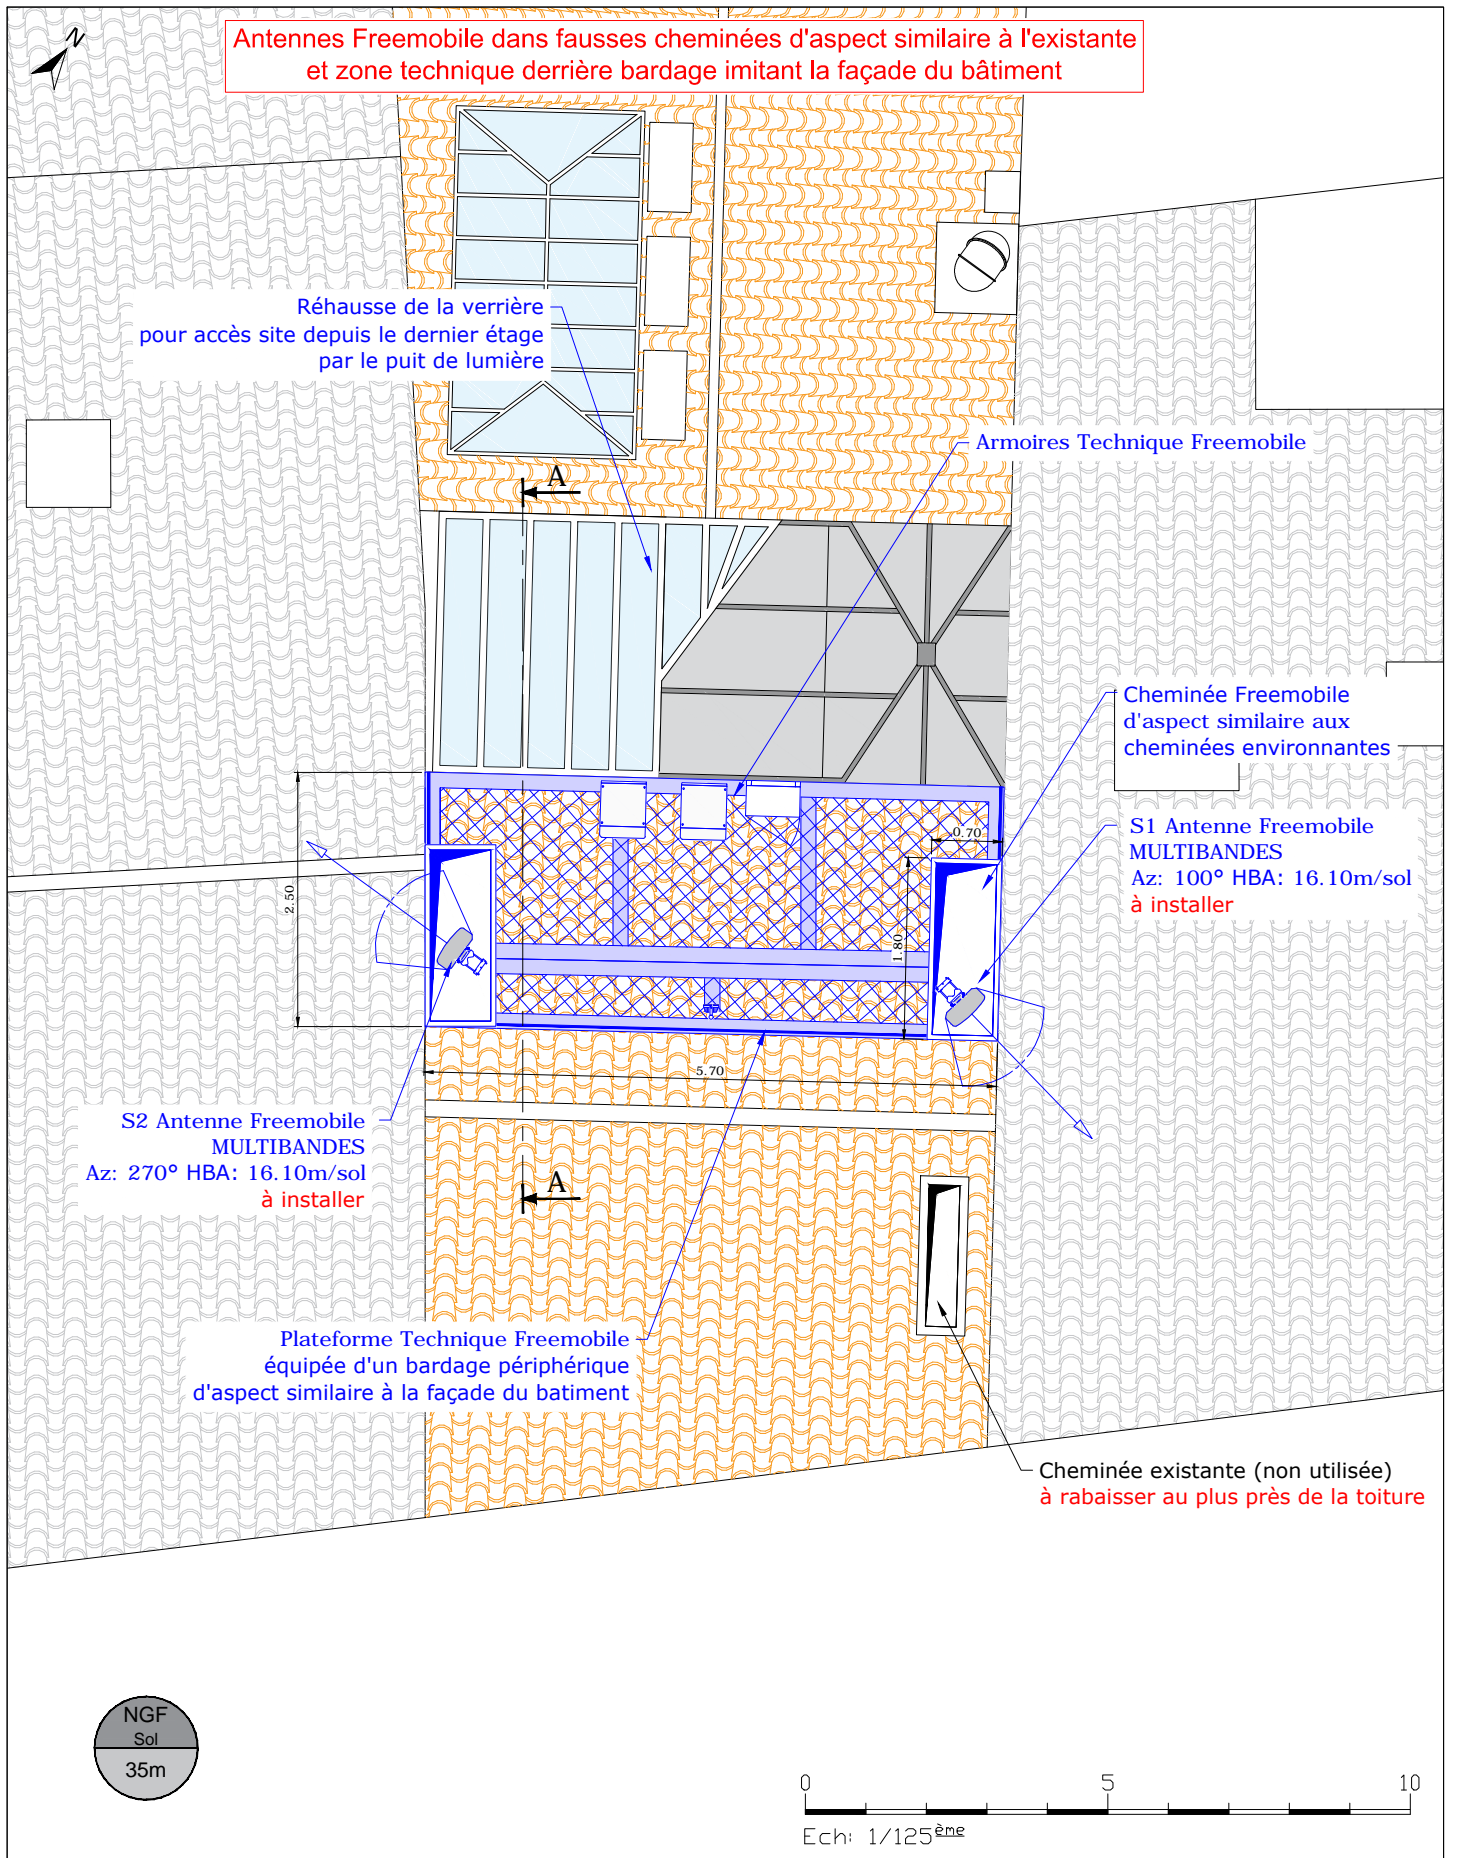 N
Antennes Freemobile dans fausses cheminées d'aspect similaire à l'existante
et zone technique derrière bardage imitant la façade du bâtiment
Réhausse de la verrière
pour accès site depuis le dernier étage
par le puit de lumière
Armoires Technique Freemobile
A
Cheminée Freemobile
d'aspect similaire aux
cheminées environnantes
S1 Antenne Freemobile
MULTIBANDES
Az: 100° HBA: 16.10m/sol
à installer
0.70
2.50
1.80
5.70
S2 Antenne Freemobile
MULTIBANDES
Az: 270° HBA: 16.10m/sol
à installer
A
Plateforme Technique Freemobile
équipée d'un bardage périphérique
d'aspect similaire à la façade du batiment
Cheminée existante (non utilisée)
à rabaisser au plus près de la toiture
NGF
Sol
35m
0 5 10
Ech: 1/125ème